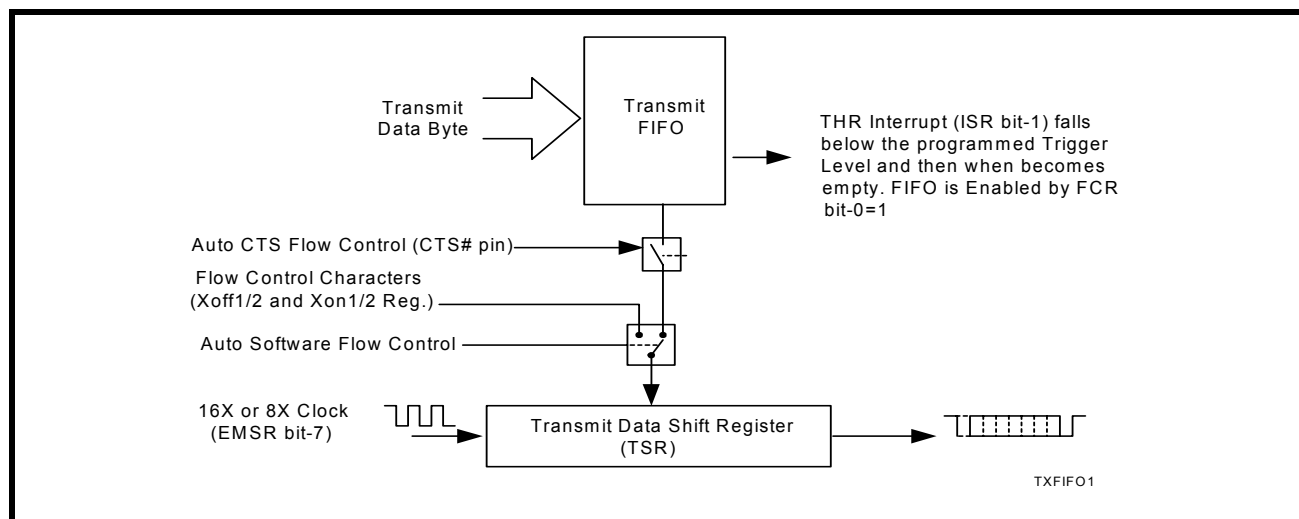 Transmit
Data Byte
Transmit
FIFO
THR Interrupt (ISR bit-1) falls
below the programmed Trigger
Level and then when becomes
empty. FIFO is Enabled by FCR
bit-0=1
Auto CTS Flow Control (CTS# pin)
Flow Control Characters
(Xoff1/2 and Xon1/2 Reg.)
Auto Software Flow Control
16X or 8X Clock
(EMSR bit-7)
Transmit Data Shift Register
(TSR)
TXFIFO1